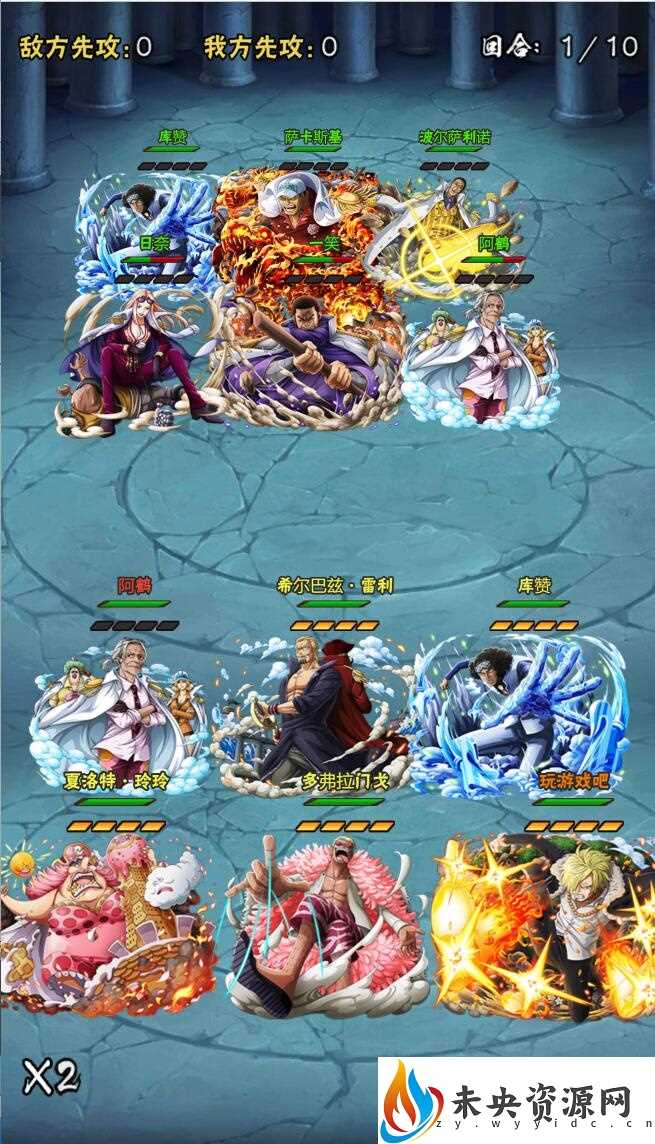 敌方先攻:0 我方先攻:0 回合: 1/10
库赞 萨卡斯基 波尔萨利诺
日奈 一笑 阿鹤
阿鹤 希尔巴兹·雷利 库赞
夏洛特·玲玲 多弗拉门戈 玩游戏吧
X2
未央资源网
zy.wyyidc.cn